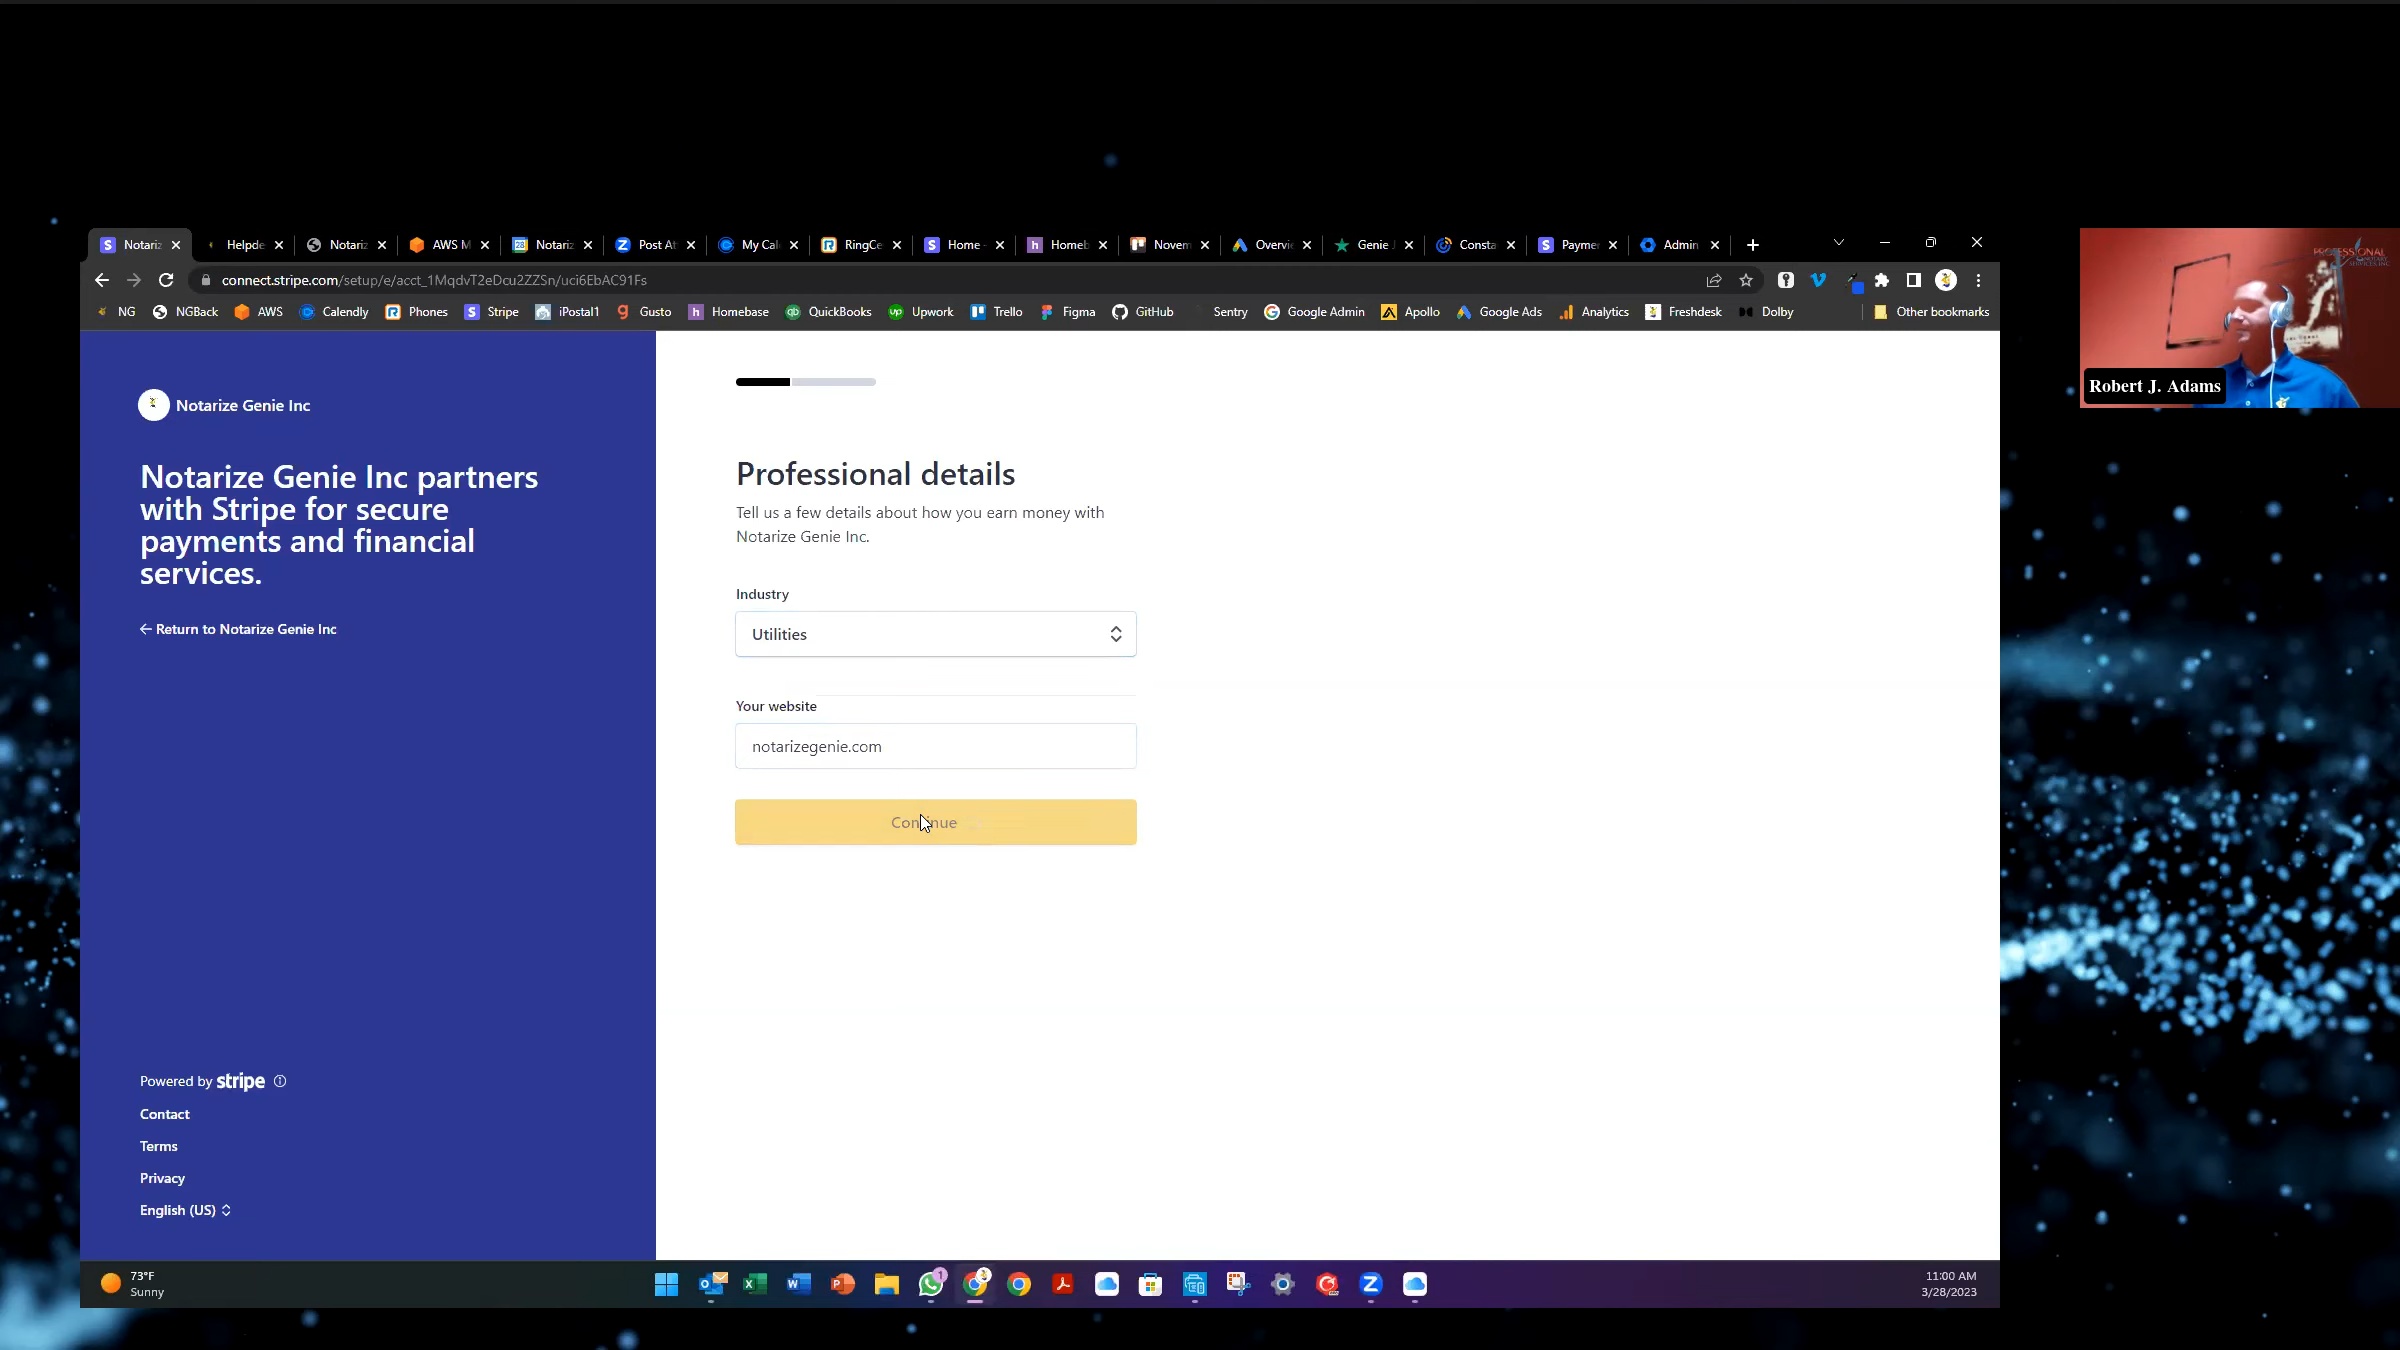 Notariz
Helpde
Notariz
AWS M
28
Notariz
Post At
My Cal
RingCe
Home -
Homeb
Novem
Overvie
Genie J
Consta
Paymer
Admin
connect.stripe.com/setup/e/acct_1MqdvT2eDcu2ZZSn/uci6EbAC91Fs
NG
NGBack
AWS
Calendly
Phones
Stripe
iPostal1
Gusto
Homebase
QuickBooks
Upwork
Trello
Figma
GitHub
Sentry
Google Admin
Apollo
Google Ads
Analytics
Freshdesk
Dolby
Other bookmarks
PROFESSIONAL
Robert J. Adams
Notarize Genie Inc
Notarize Genie Inc partners
with Stripe for secure
payments and financial
services.
Return to Notarize Genie Inc
Professional details
Tell us a few details about how you earn money with
Notarize Genie Inc.
Industry
Utilities
Your website
notarizegenie.com
Continue
Powered by stripe
Contact
Terms
Privacy
English (US)
73°F
Sunny
11:00 AM
3/28/2023